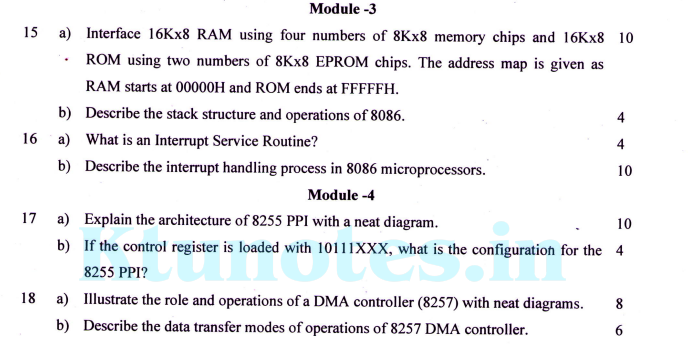 Module -3
15 a) Interface 16Kx8 RAM using four numbers of 8Kx8 memory chips and 16Kx8 10
ROM using two numbers of 8Kx8 EPROM chips. The address map is given as
RAM starts at 00000H and ROM ends at FFFFFH.
b) Describe the stack structure and operations of 8086. 4
16 a) What is an Interrupt Service Routine? 4
b) Describe the interrupt handling process in 8086 microprocessors. 10
Module -4
17 a) Explain the architecture of 8255 PPI with a neat diagram. 10
b) If the control register is loaded with 10111XXX, what is the configuration for the 4
8255 PPI?
Ktunotes.in
18 a) Illustrate the role and operations of a DMA controller (8257) with neat diagrams. 8
b) Describe the data transfer modes of operations of 8257 DMA controller. 6